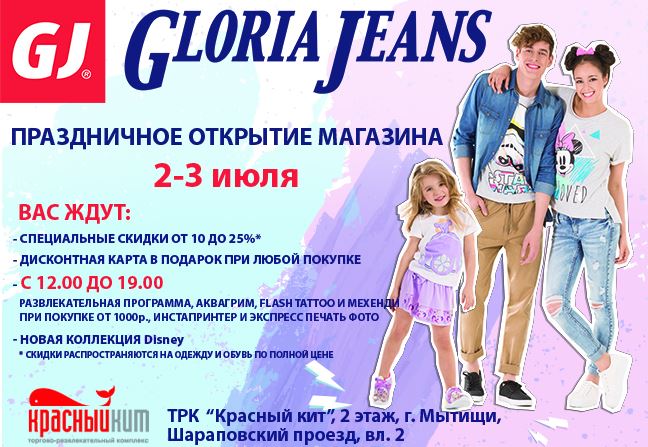 GJ®
GLORIA JEANS
ПРАЗДНИЧНОЕ ОТКРЫТИЕ МАГАЗИНА
2-3 июля
ВАС ЖДУТ:
- СПЕЦИАЛЬНЫЕ СКИДКИ ОТ 10 ДО 25%*
- ДИСКОНТНАЯ КАРТА В ПОДАРОК ПРИ ЛЮБОЙ ПОКУПКЕ
- С 12.00 ДО 19.00
РАЗВЛЕКАТЕЛЬНАЯ ПРОГРАММА, АКВАГРИМ, FLASH TATTOO И МЕХЕНДИ
ПРИ ПОКУПКЕ ОТ 1000р., ИНСТАПРИНТЕР И ЭКСПРЕСС ПЕЧАТЬ ФОТО
- НОВАЯ КОЛЛЕКЦИЯ Disney
* СКИДКИ РАСПРОСТРАНЯЮТСЯ НА ОДЕЖДУ И ОБУВЬ ПО ПОЛНОЙ ЦЕНЕ
STAR
WARS
LOVED
КРАСНЫЙ КИТ
торгово-развлекательный комплекс
ТРК "Красный кит", 2 этаж, г. Мытищи,
Шараповский проезд, вл. 2